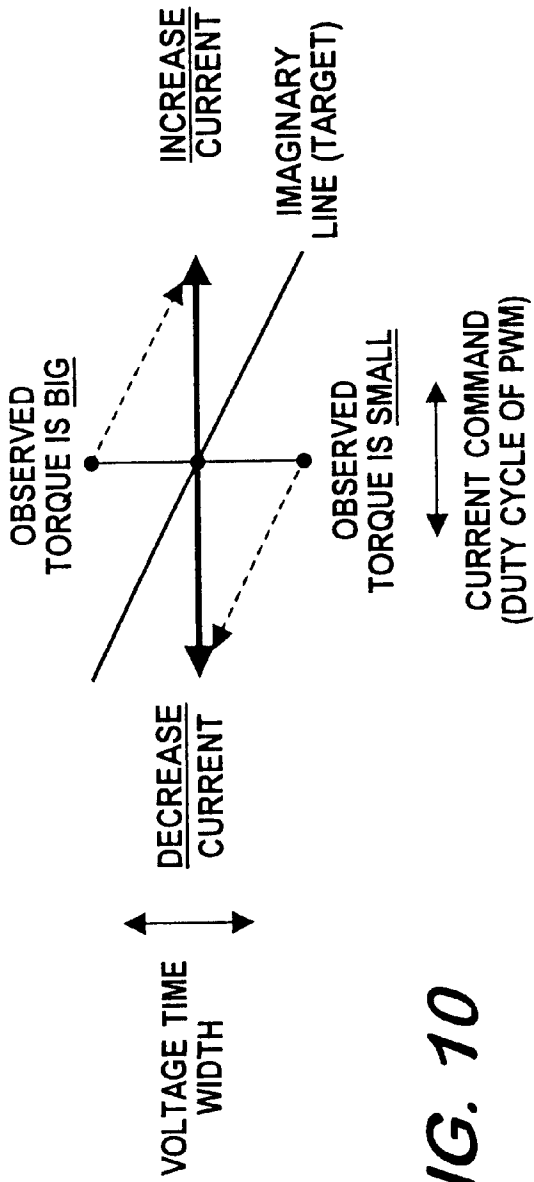 OBSERVED
TORQUE IS BIG
INCREASE
CURRENT
DECREASE
CURRENT
IMAGINARY
LINE (TARGET)
OBSERVED
TORQUE IS SMALL
VOLTAGE TIME
WIDTH
CURRENT COMMAND
(DUTY CYCLE OF PWM)
IG. 10